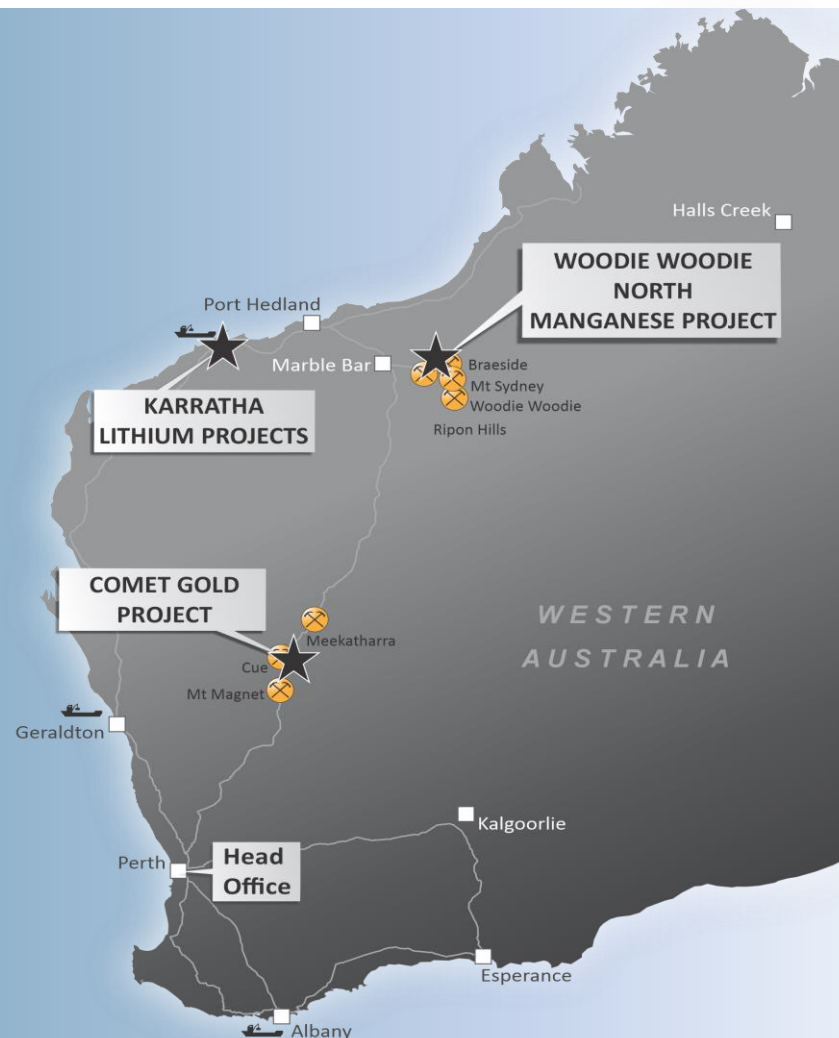 Halls Creek
WOODIE WOODIE
NORTH
MANGANESE PROJECT
Port Hedland
Marble Bar
Braeside
Mt Sydney
Woodie Woodie
Ripon Hills
KARRATHA
LITHIUM PROJECTS
COMET GOLD
PROJECT
Meekatharra
Cue
Mt Magnet
WESTERN
AUSTRALIA
Geraldton
Kalgoorlie
Perth
Head
Office
Esperance
Albany